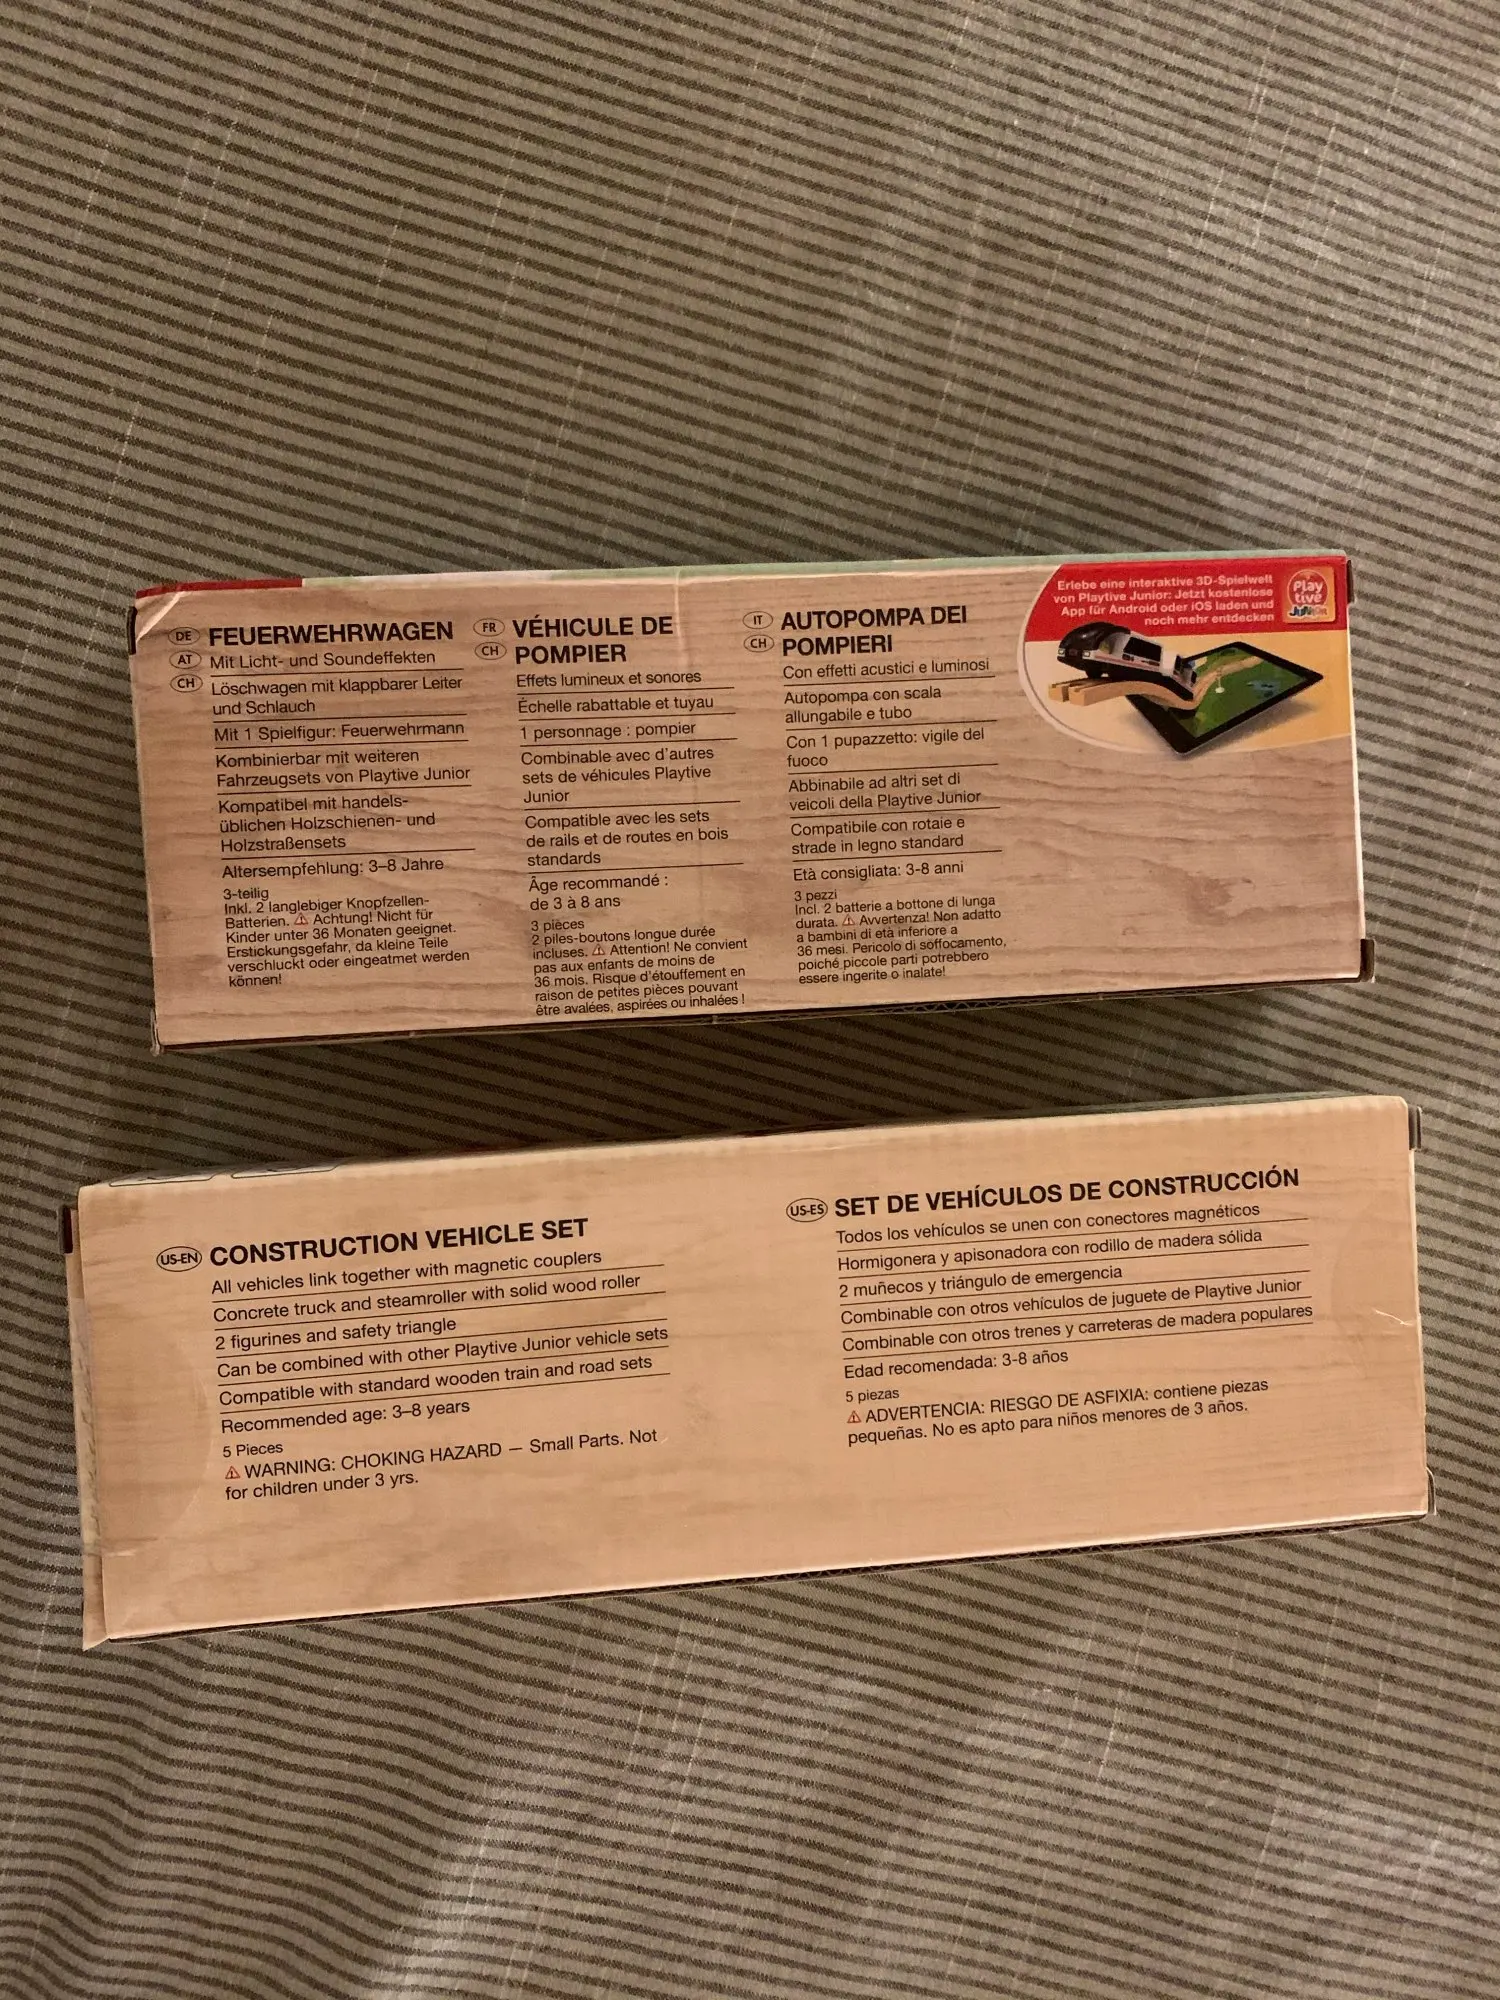 DE
AT
CH
FEUERWEHRWAGEN
Mit Licht- und Soundeffekten
Löschwagen mit klappbarer Leiter
und Schlauch
Mit 1 Spielfigur: Feuerwehrmann
Kombinierbar mit weiteren
Fahrzeugsets von Playtive Junior
Kompatibel mit handels-
üblichen Holzschienen- und
Holzstraßensets
Altersempfehlung: 3–8 Jahre
3-teilig
Inkl. 2 langlebiger Knopfzellen-
Batterien. ⚠ Achtung! Nicht für
Kinder unter 36 Monaten geeignet.
Erstickungsgefahr, da kleine Teile
verschluckt oder eingeatmet werden
können!
FR
CH
VÉHICULE DE
POMPIER
Effets lumineux et sonores
Échelle rabattable et tuyau
1 personnage : pompier
Combinable avec d'autres
sets de véhicules Playtive
Junior
Compatible avec les sets
de rails et de routes en bois
standards
Âge recommandé :
de 3 à 8 ans
3 pièces
2 piles-boutons longue durée
incluses. ⚠ Attention! Ne convient
pas aux enfants de moins de
36 mois. Risque d'étouffement en
raison de petites pièces pouvant
être avalées, aspirées ou inhalées !
IT
CH
AUTOPOMPA DEI
POMPIERI
Con effetti acustici e luminosi
Autopompa con scala
allungabile e tubo
Con 1 pupazzetto: vigile del
fuoco
Abbinabile ad altri set di
veicoli della Playtive Junior
Compatibile con rotaie e
strade in legno standard
Età consigliata: 3-8 anni
3 pezzi
Incl. 2 batterie a bottone di lunga
durata. ⚠ Avvertenza! Non adatto
a bambini di età inferiore a
36 mesi. Pericolo di soffocamento,
poiché piccole parti potrebbero
essere ingerite o inalate!
Erlebe eine interaktive 3D-Spielwelt
von Playtive Junior: Jetzt kostenlose
App für Android oder iOS laden und
noch mehr entdecken
Play
tive
Junior
US-EN
CONSTRUCTION VEHICLE SET
All vehicles link together with magnetic couplers
Concrete truck and steamroller with solid wood roller
2 figurines and safety triangle
Can be combined with other Playtive Junior vehicle sets
Compatible with standard wooden train and road sets
Recommended age: 3–8 years
5 Pieces
⚠ WARNING: CHOKING HAZARD — Small Parts. Not
for children under 3 yrs.
US-ES
SET DE VEHÍCULOS DE CONSTRUCCIÓN
Todos los vehículos se unen con conectores magnéticos
Hormigonera y apisonadora con rodillo de madera sólida
2 muñecos y triángulo de emergencia
Combinable con otros vehículos de juguete de Playtive Junior
Combinable con otros trenes y carreteras de madera populares
Edad recomendada: 3-8 años
5 piezas
⚠ ADVERTENCIA: RIESGO DE ASFIXIA: contiene piezas
pequeñas. No es apto para niños menores de 3 años.